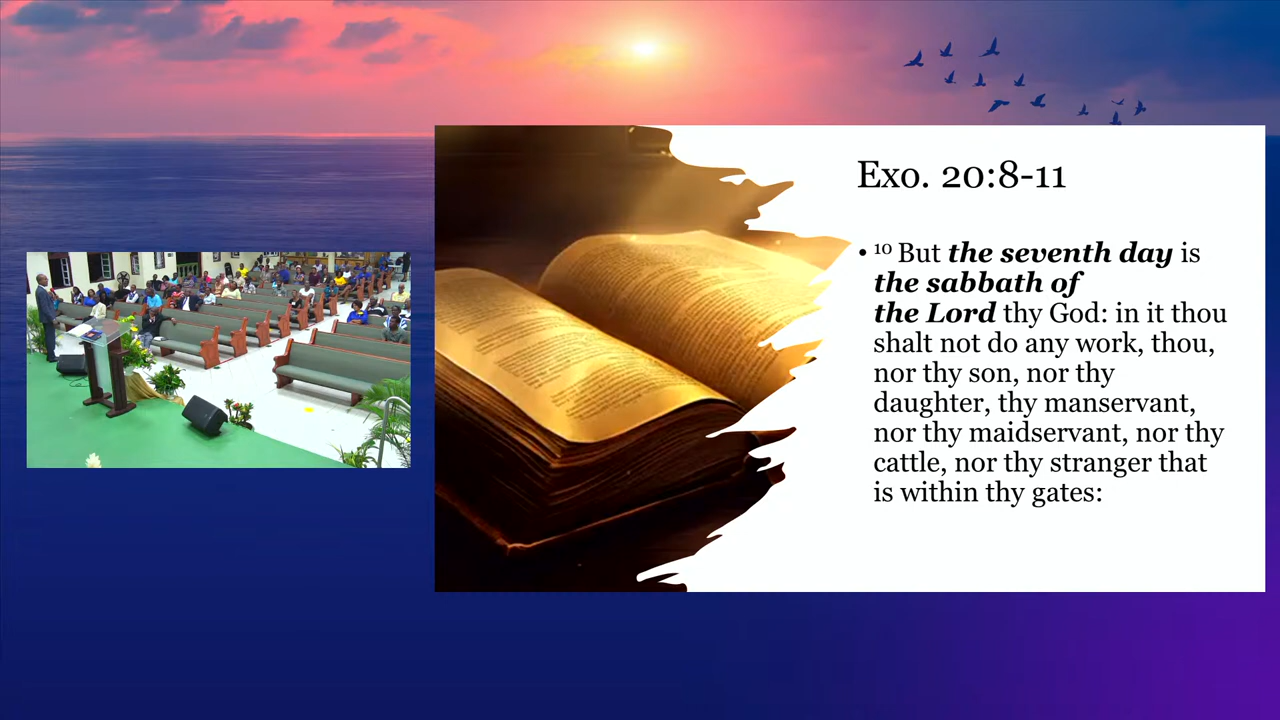 Exo. 20:8-11
• 10 But the seventh day is
the sabbath of
the Lord thy God: in it thou
shalt not do any work, thou,
nor thy son, nor thy
daughter, thy manservant,
nor thy maidservant, nor thy
cattle, nor thy stranger that
is within thy gates: